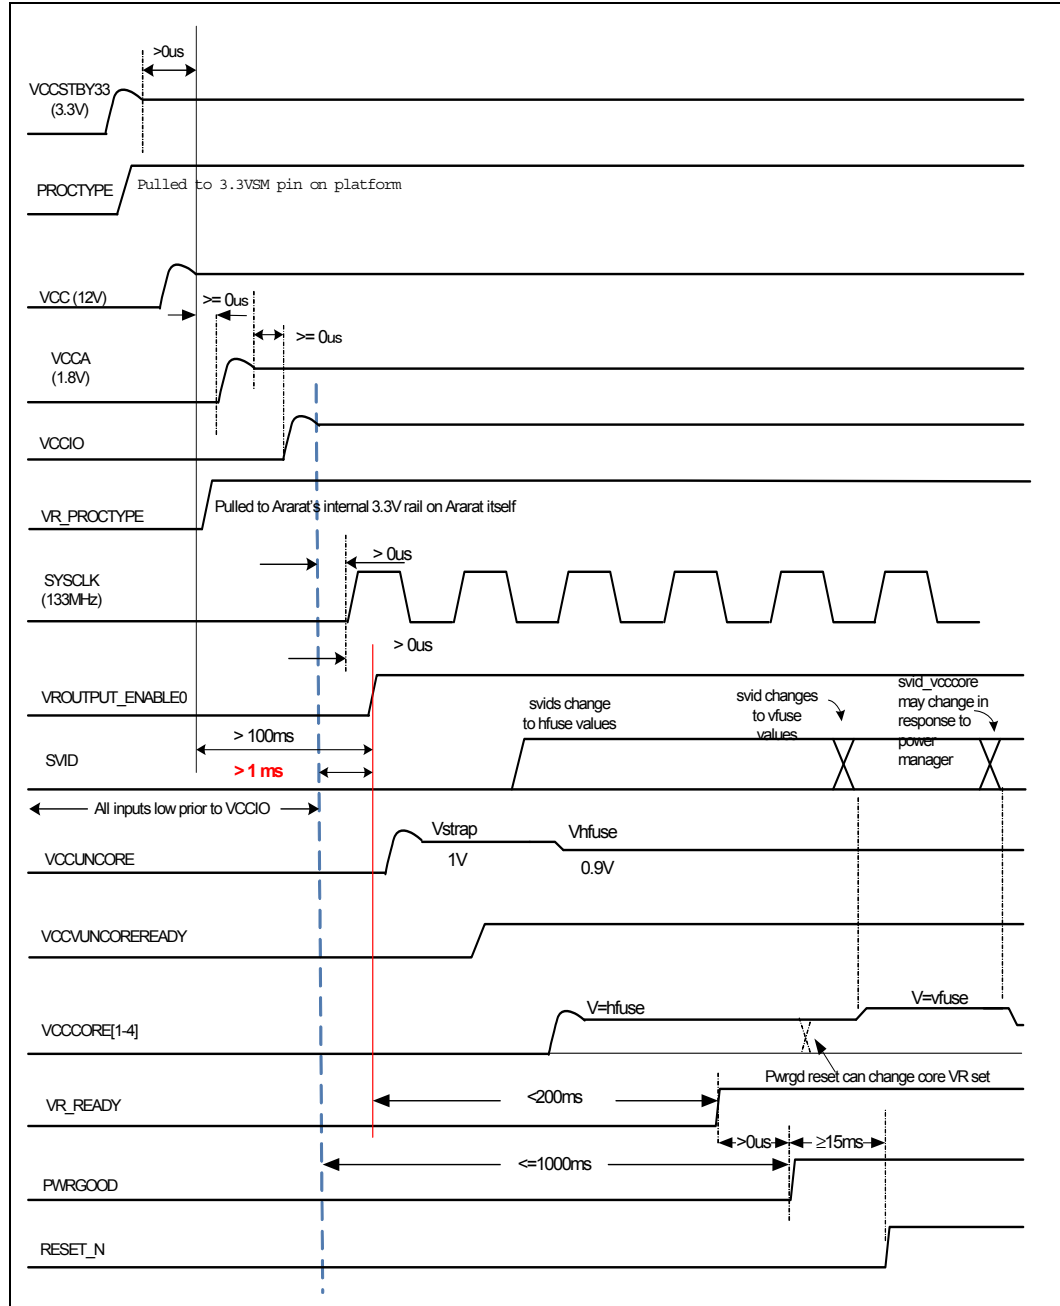 >0us
VCCSTBY33
(3.3V)
PROCTYPE
Pulled to 3.3VSM pin on platform
VCC (12V)
>= 0us
>= 0us
VCCA
(1.8V)
VCCIO
VR_PROCTYPE
Pulled to Ararat's internal 3.3V rail on Ararat itself
> 0us
SYSCLK
(133MHz)
> 0us
VROUTPUT_ENABLE0
svids change
to hfuse values
svid changes
to vfuse
values
svid_vcccore
may change in
response to
power
manager
> 100ms
SVID
> 1 ms
All inputs low prior to VCCIO
Vstrap
Vhfuse
1V
0.9V
VCCUNCORE
VCCVUNCOREREADY
V=hfuse
V=vfuse
VCCCORE[1-4]
Pwrgd reset can change core VR set
<200ms
VR_READY
>0us
≥15ms
<=1000ms
PWRGOOD
RESET_N